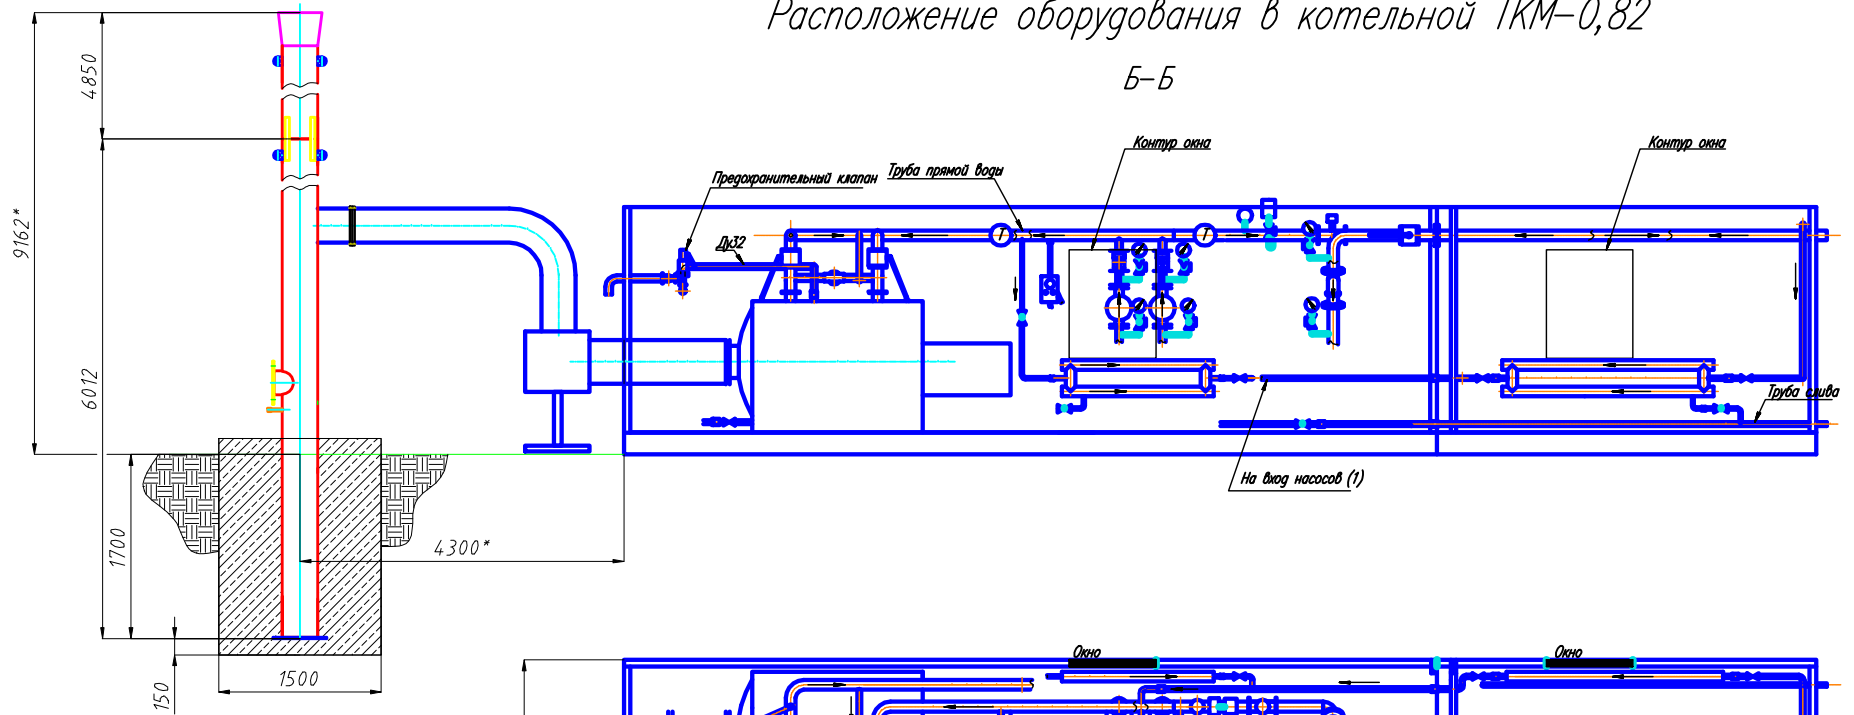 Расположение оборудования в котельной ТКМ-0,82
Б-Б
4850
9162*
6012
1700
150
1500
4300*
Предохранительный клапан
Труба прямой воды
Контур окна
Контур окна
Ду32
Т
Т
Труба слива
На вход насосов (1)
Окно
Окно